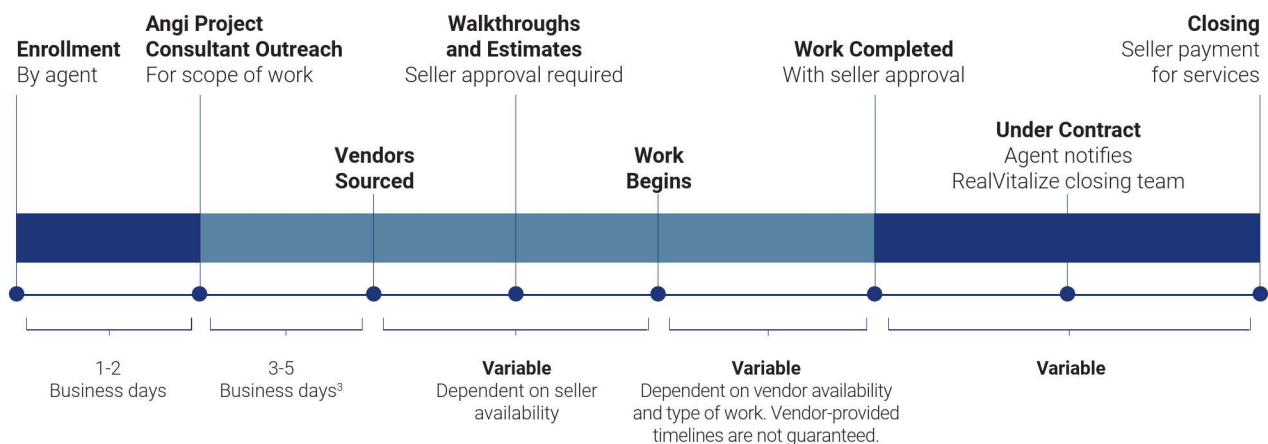 Enrollment
By agent
Angi Project
Consultant Outreach
For scope of work
Vendors
Sourced
Walkthroughs
and Estimates
Seller approval required
Work
Begins
Work Completed
With seller approval
Under Contract
Agent notifies
RealVitalize closing team
Closing
Seller payment
for services
1-2
Business days
3-5
Business days³
Variable
Dependent on seller
availability
Variable
Dependent on vendor availability
and type of work. Vendor-provided
timelines are not guaranteed.
Variable